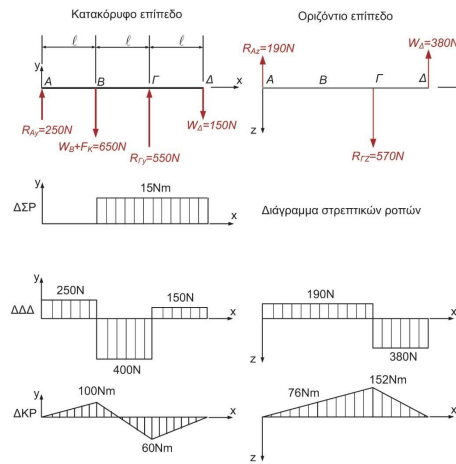 Κατακόρυφο επίπεδο
Οριζόντιο επίπεδο
ℓ ℓ ℓ
y A B Γ Δ x
R_Ay=250N
W_B+F_K=650N
R_Γy=550N
W_Δ=150N
R_Az=190N
W_Δ=380N
A B Γ Δ x
z
R_ΓZ=570N
y
15Nm
ΔΣΡ
x
Διάγραμμα στρεπτικών ροπών
y
250N
150N
ΔΔΔ
x
400N
190N
x
380N
z
y
100Nm
ΔΚΡ
x
60Nm
152Nm
76Nm
x
z